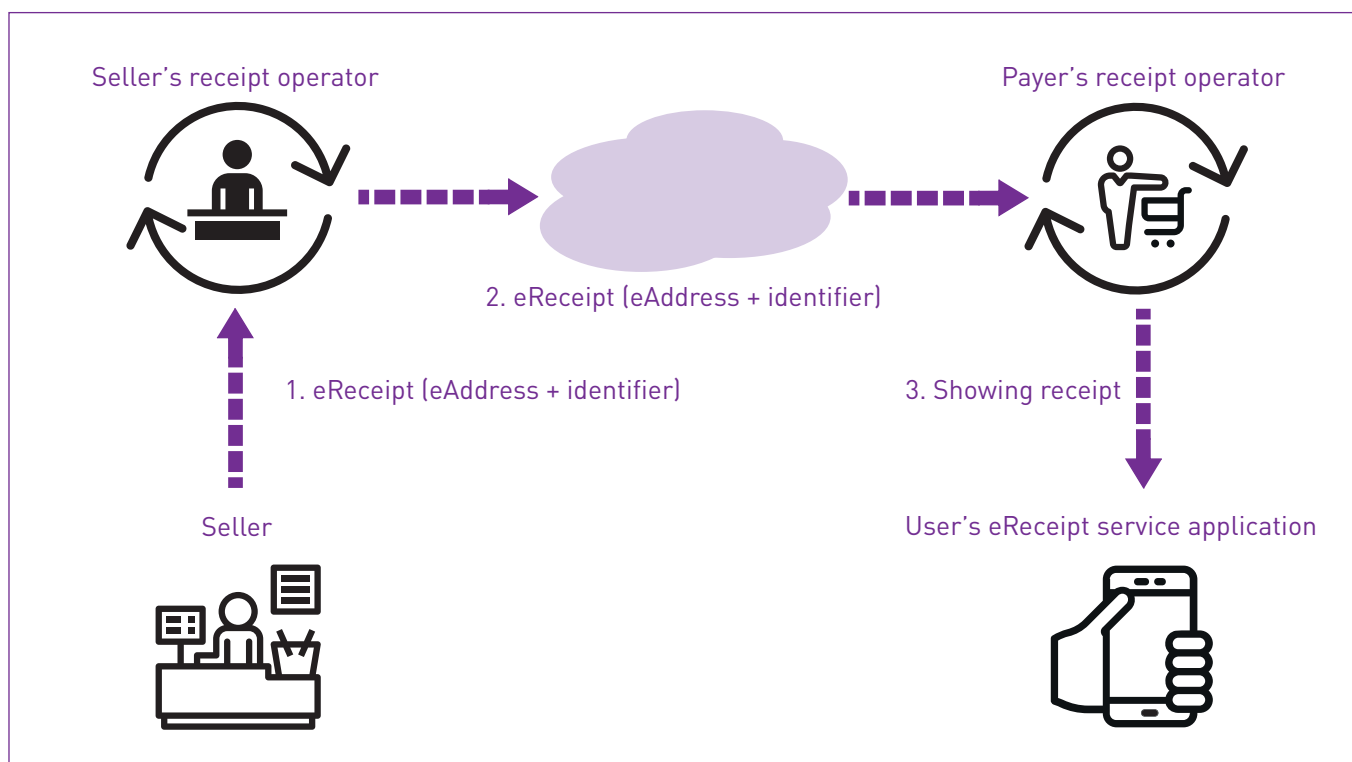 Seller’s receipt operator
Payer’s receipt operator
2. eReceipt (eAddress + identifier)
1. eReceipt (eAddress + identifier)
3. Showing receipt
Seller
User’s eReceipt service application